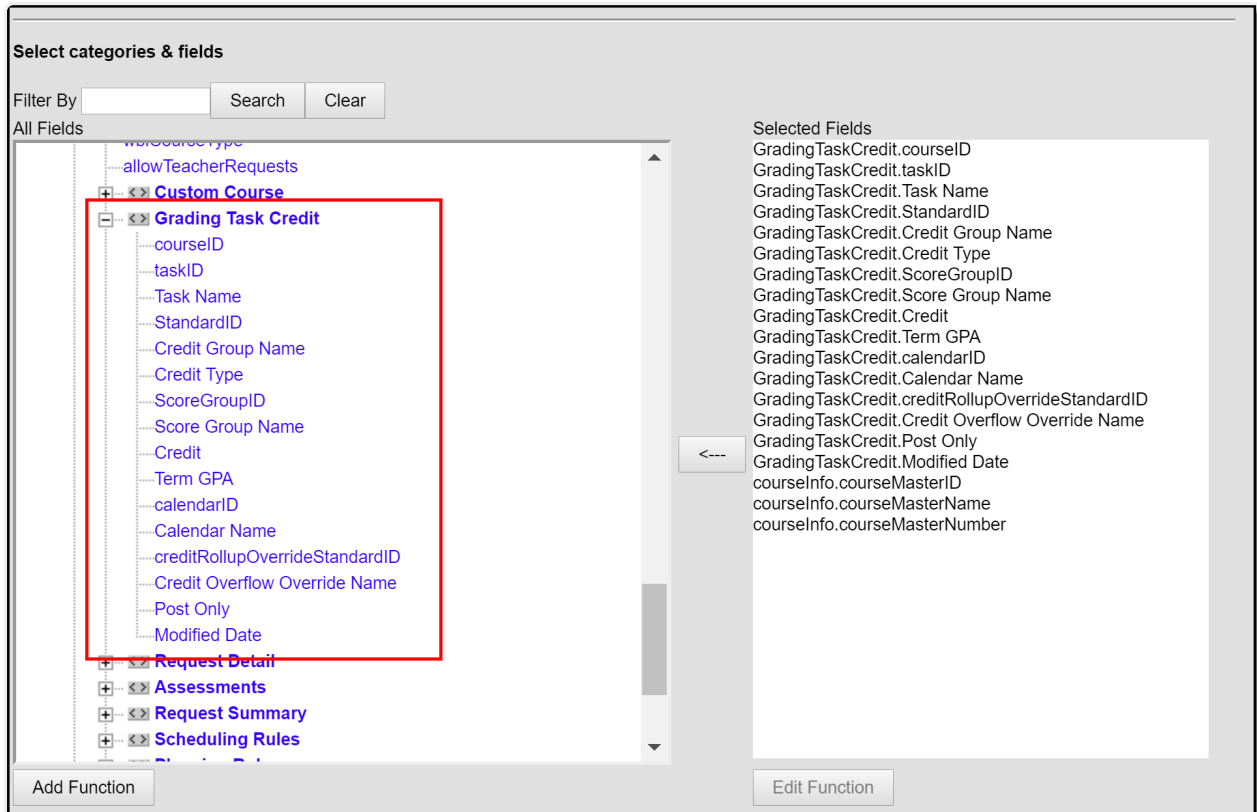 Select categories & fields
Filter By
Search
Clear
All Fields
wblCourseType
allowTeacherRequests
Custom Course
Grading Task Credit
courseID
taskID
Task Name
StandardID
Credit Group Name
Credit Type
ScoreGroupID
Score Group Name
Credit
Term GPA
calendarID
Calendar Name
creditRollupOverrideStandardID
Credit Overflow Override Name
Post Only
Modified Date
Request Detail
Assessments
Request Summary
Scheduling Rules
Add Function
<---
Selected Fields
GradingTaskCredit.courseID
GradingTaskCredit.taskID
GradingTaskCredit.Task Name
GradingTaskCredit.StandardID
GradingTaskCredit.Credit Group Name
GradingTaskCredit.Credit Type
GradingTaskCredit.ScoreGroupID
GradingTaskCredit.Score Group Name
GradingTaskCredit.Credit
GradingTaskCredit.Term GPA
GradingTaskCredit.calendarID
GradingTaskCredit.Calendar Name
GradingTaskCredit.creditRollupOverrideStandardID
GradingTaskCredit.Credit Overflow Override Name
GradingTaskCredit.Post Only
GradingTaskCredit.Modified Date
courseInfo.courseMasterID
courseInfo.courseMasterName
courseInfo.courseMasterNumber
Edit Function